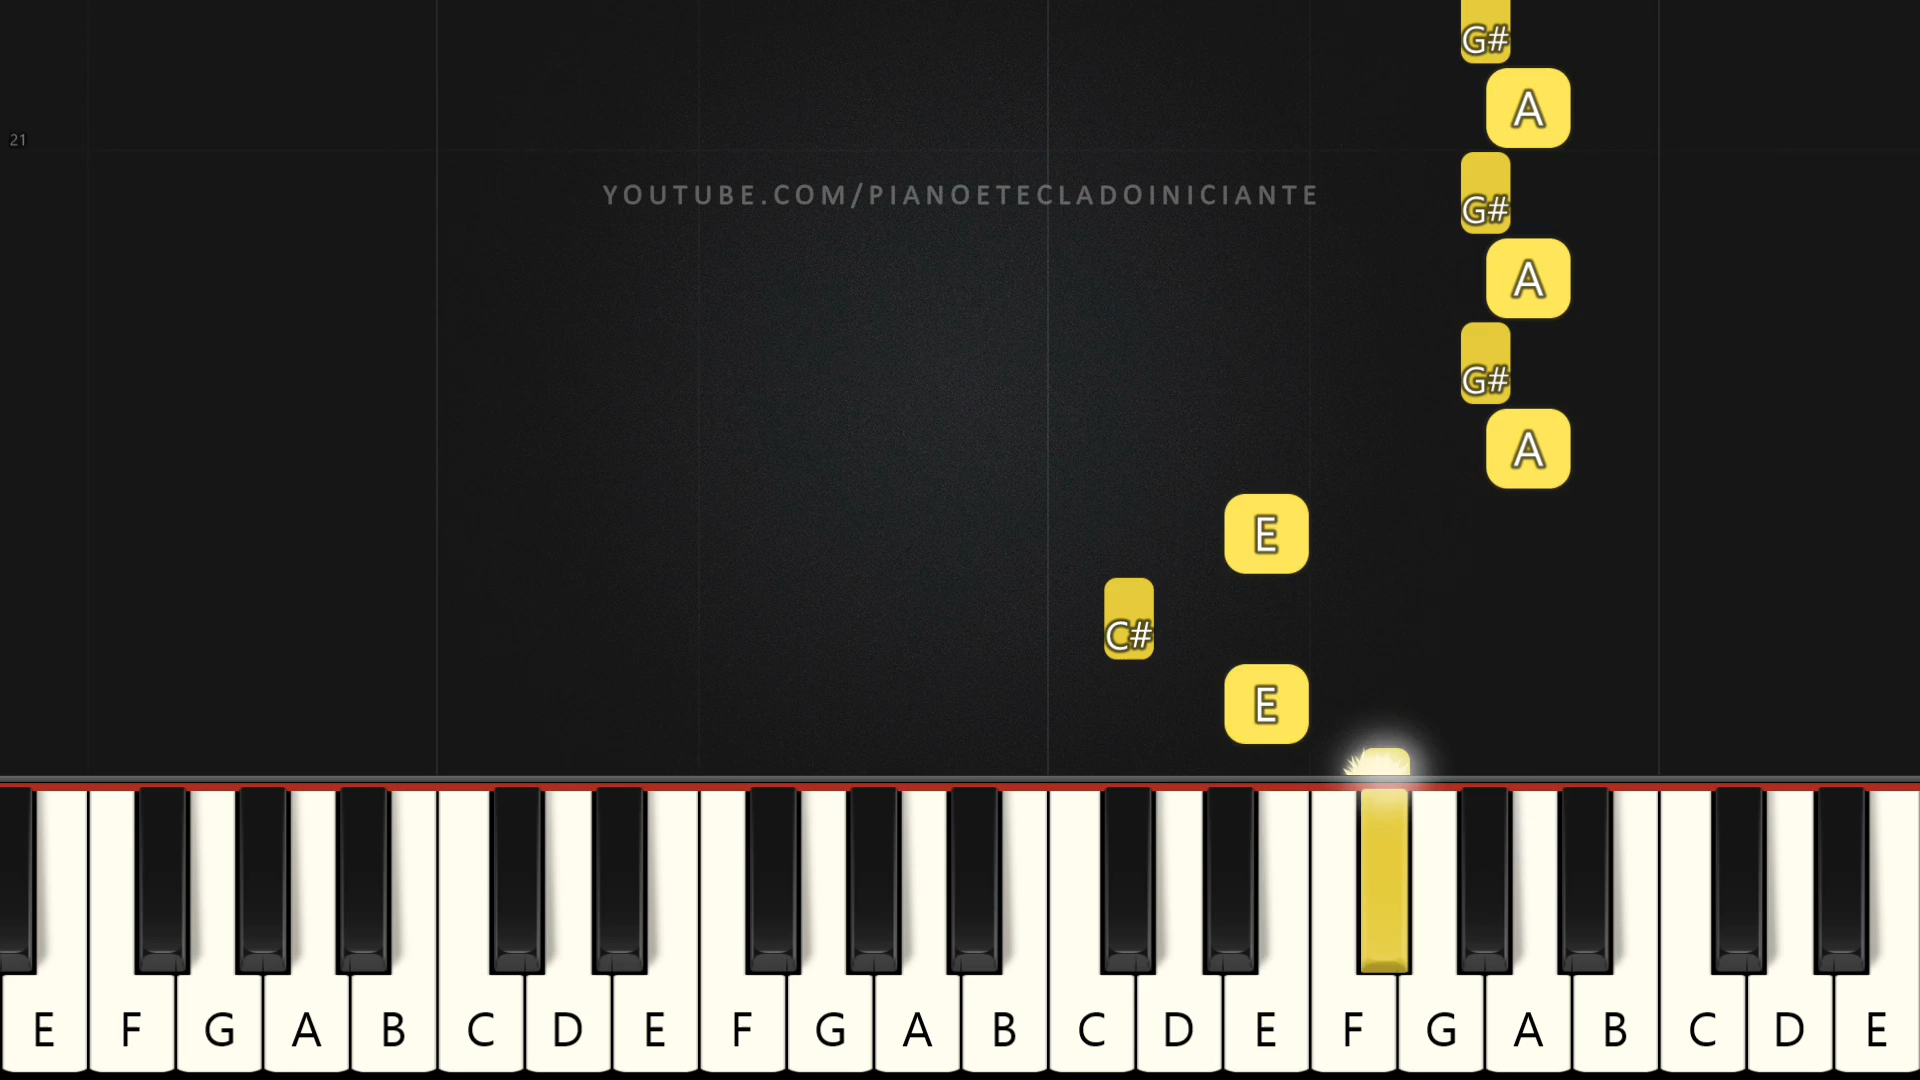 G#
A
21
YOUTUBE.COM/PIANOETECLADOINICIANTE
G#
A
G#
A
E
C#
E
E F G A B C D E F G A B C D E F G A B C D E